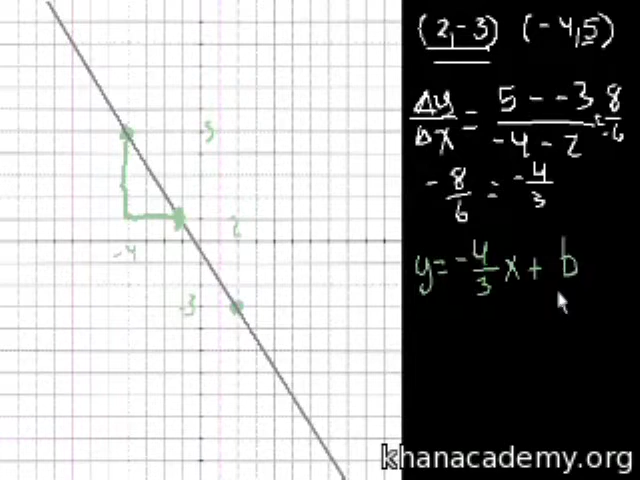 (2,-3) (-4,5)
Δy/Δx = 5 - -3/-4 - 2 = 8/-6
-8/6 = -4/3
y = -4/3 x + b
5
2
-4
-3
khanacademy.org